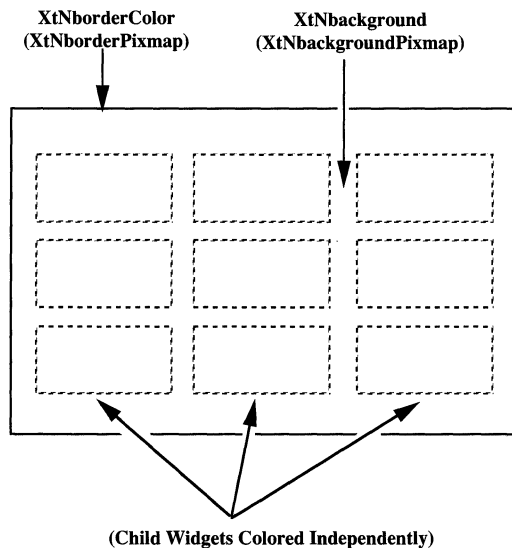 XtNborderColor
(XtNborderPixmap)
XtNbackground
(XtNbackgroundPixmap)
(Child Widgets Colored Independently)